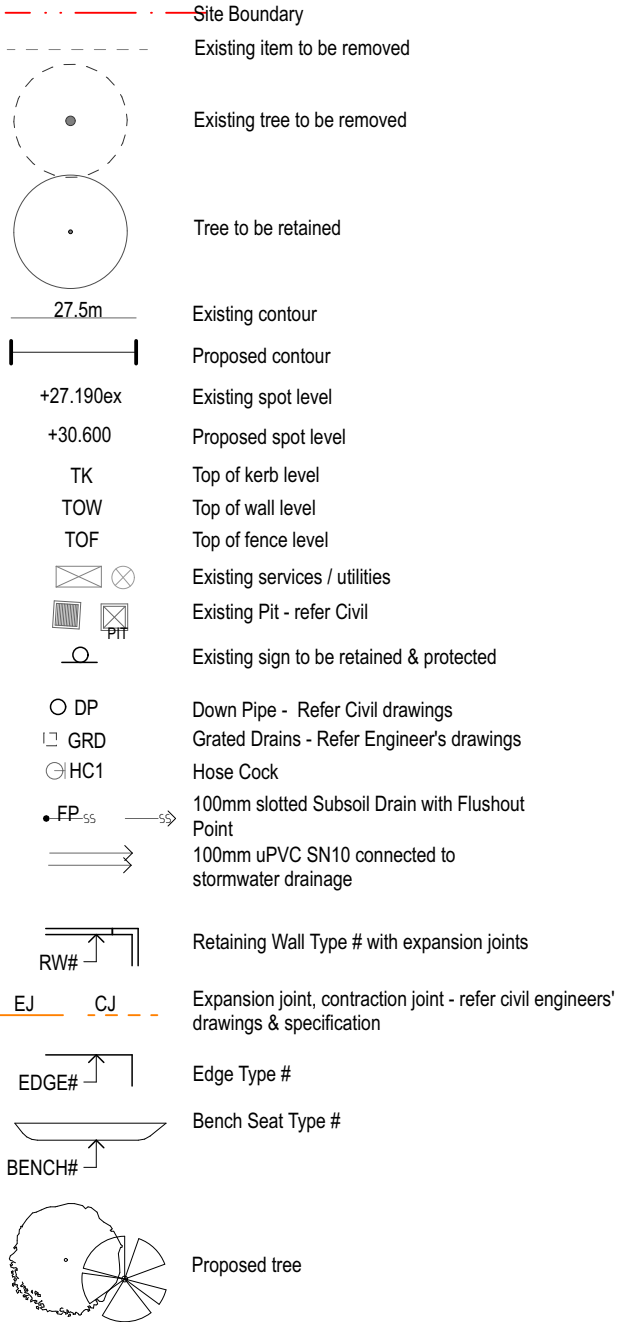 Site Boundary
Existing item to be removed
Existing tree to be removed
Tree to be retained
27.5m Existing contour
Proposed contour
+27.190ex Existing spot level
+30.600 Proposed spot level
TK Top of kerb level
TOW Top of wall level
TOF Top of fence level
Existing services / utilities
Existing Pit - refer Civil
PIT
Existing sign to be retained & protected
DP Down Pipe - Refer Civil drawings
GRD Grated Drains - Refer Engineer's drawings
HC1 Hose Cock
FP SS SS 100mm slotted Subsoil Drain with Flushout
Point
100mm uPVC SN10 connected to
stormwater drainage
RW# Retaining Wall Type # with expansion joints
EJ CJ Expansion joint, contraction joint - refer civil engineers'
drawings & specification
EDGE# Edge Type #
Bench Seat Type #
BENCH#
Proposed tree